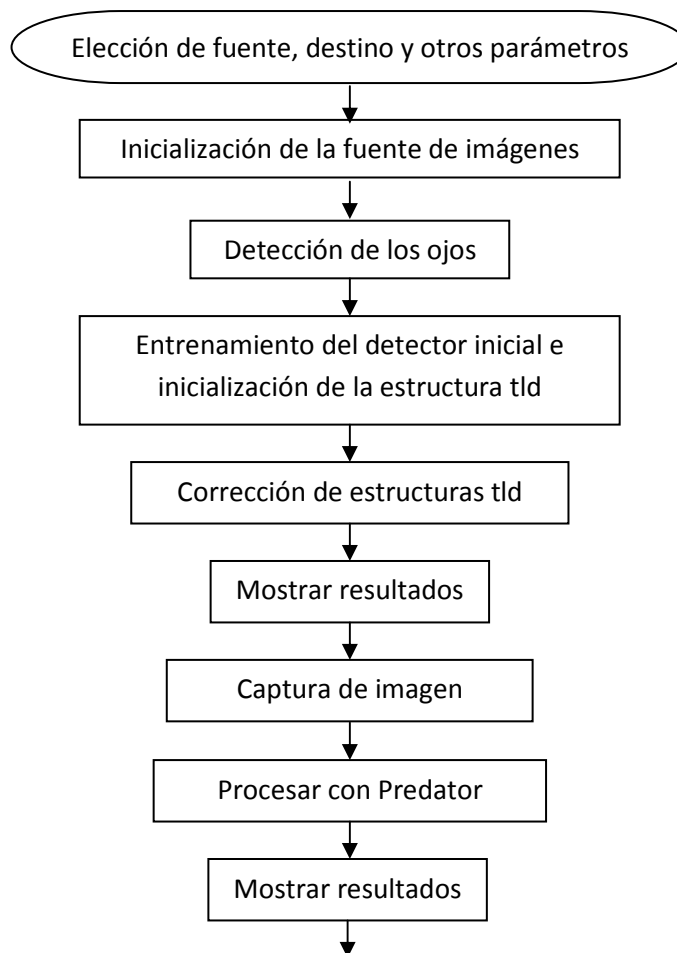 Elección de fuente, destino y otros parámetros
Inicialización de la fuente de imágenes
Detección de los ojos
Entrenamiento del detector inicial e
inicialización de la estructura tld
Corrección de estructuras tld
Mostrar resultados
Captura de imagen
Procesar con Predator
Mostrar resultados